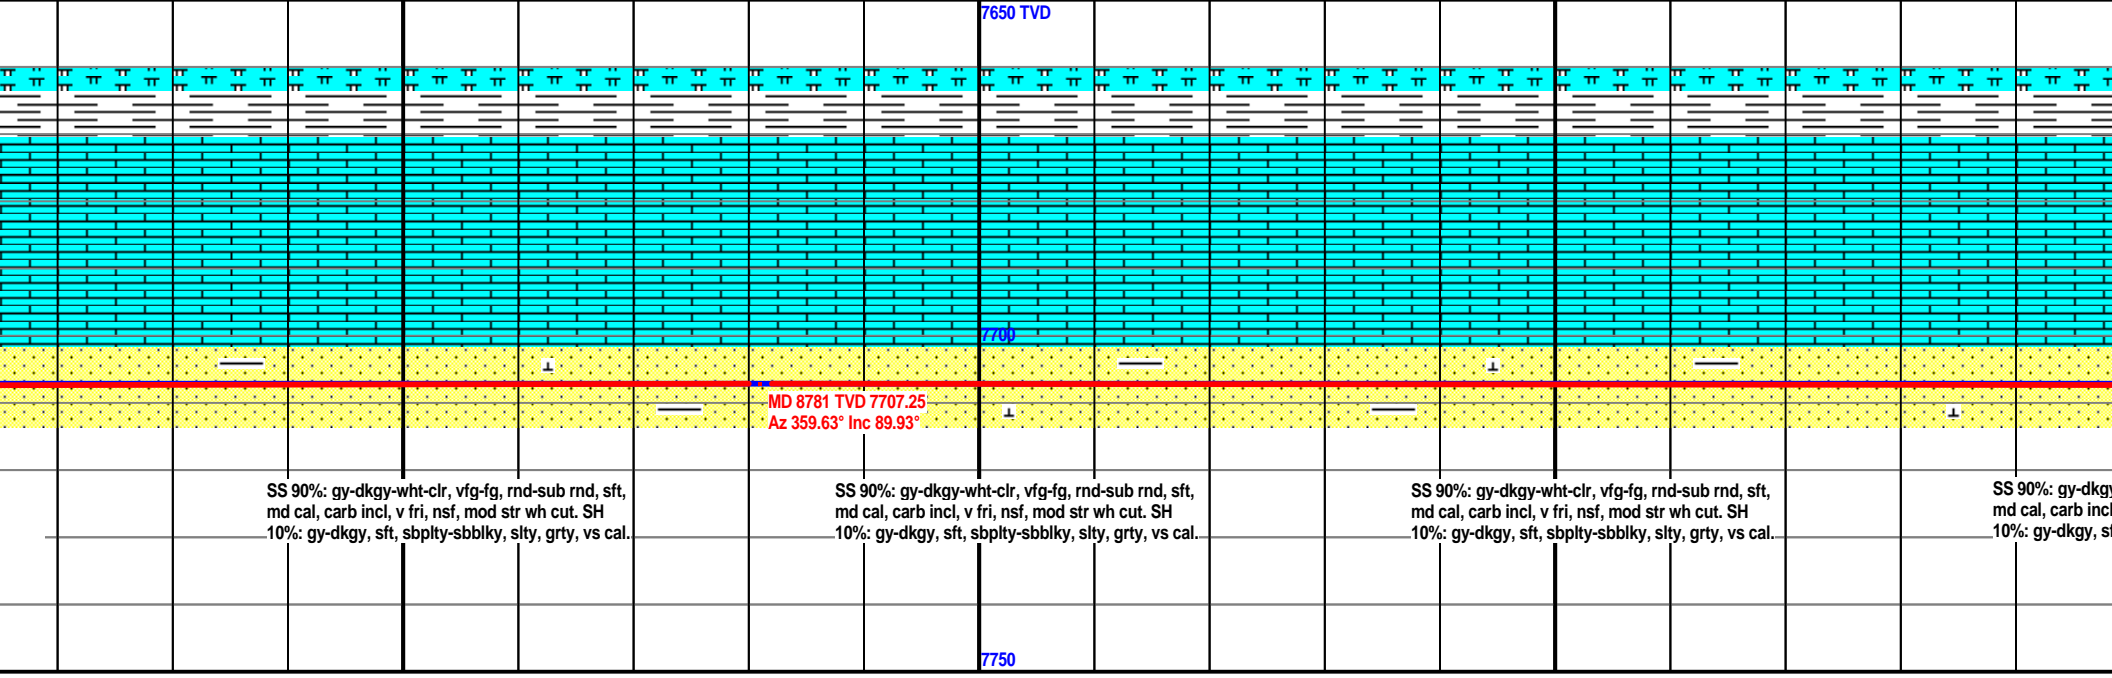 7650 TVD
7700
MD 8781 TVD 7707.25
Az 359.63° Inc 89.93°
SS 90%: gy-dkgy-wht-clr, vfg-fg, rnd-sub rnd, sft,
md cal, carb incl, v fri, nsf, mod str wh cut. SH
10%: gy-dkgy, sft, sbplty-sbblky, slty, grty, vs cal.
SS 90%: gy-dkgy-wht-clr, vfg-fg, rnd-sub rnd, sft,
md cal, carb incl, v fri, nsf, mod str wh cut. SH
10%: gy-dkgy, sft, sbplty-sbblky, slty, grty, vs cal.
SS 90%: gy-dkgy-wht-clr, vfg-fg, rnd-sub rnd, sft,
md cal, carb incl, v fri, nsf, mod str wh cut. SH
10%: gy-dkgy, sft, sbplty-sbblky, slty, grty, vs cal.
SS 90%: gy-dkgy
md cal, carb incl
10%: gy-dkgy, sf
7750